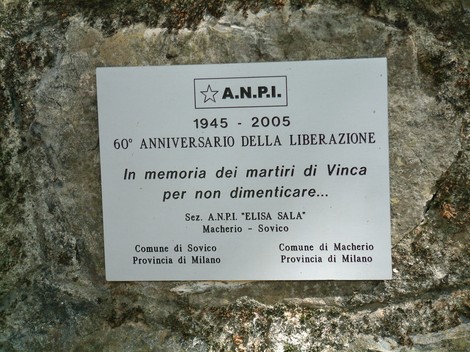 A.N.P.I.
1945 - 2005
60° ANNIVERSARIO DELLA LIBERAZIONE
In memoria dei martiri di Vinca
per non dimenticare...
Sez. A.N.P.I. "ELISA SALA"
Macherio - Sovico
Comune di Sovico
Provincia di Milano
Comune di Macherio
Provincia di Milano